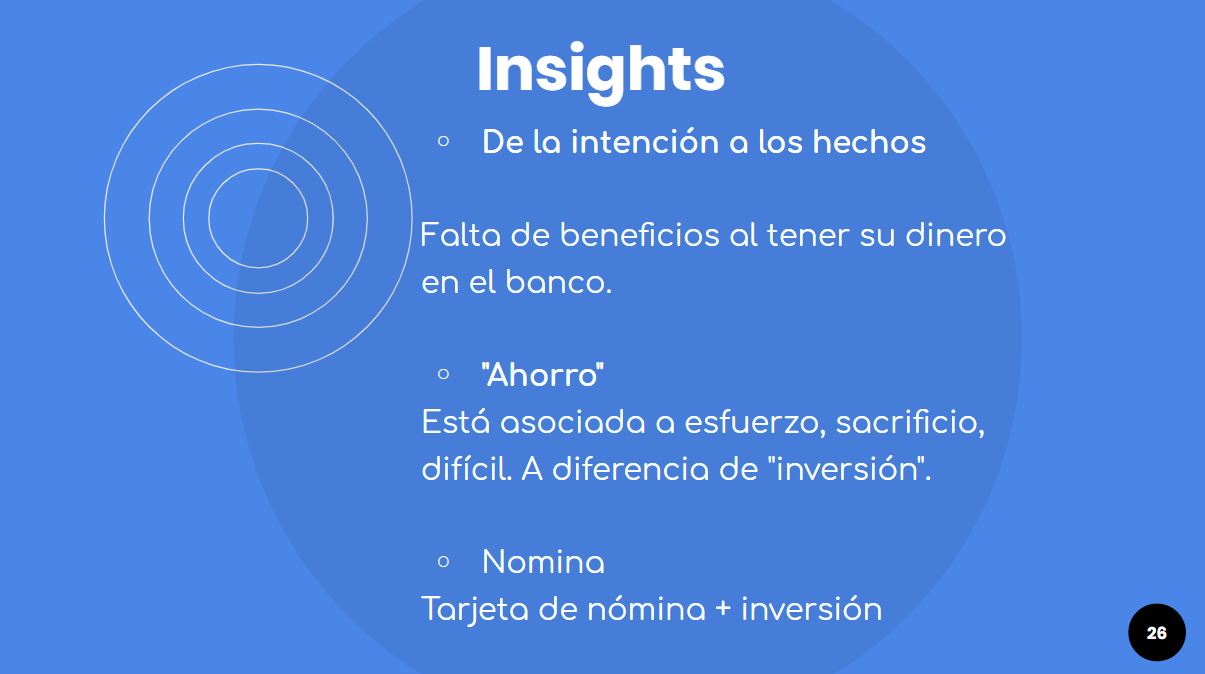 Insights
○ De la intención a los hechos
Falta de beneficios al tener su dinero
en el banco.
○ "Ahorro"
Está asociada a esfuerzo, sacrificio,
difícil. A diferencia de "inversión".
○ Nomina
Tarjeta de nómina + inversión
26